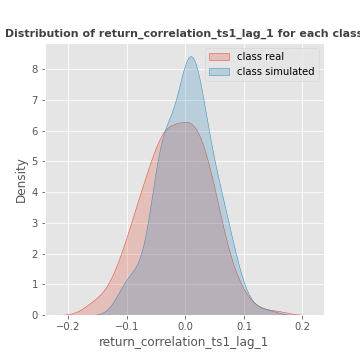 Distribution of return_correlation_ts1_lag_1 for each class
class real
class simulated
Density
8
7
6
5
4
3
2
1
0
−0.2 −0.1 0.0 0.1 0.2
return_correlation_ts1_lag_1